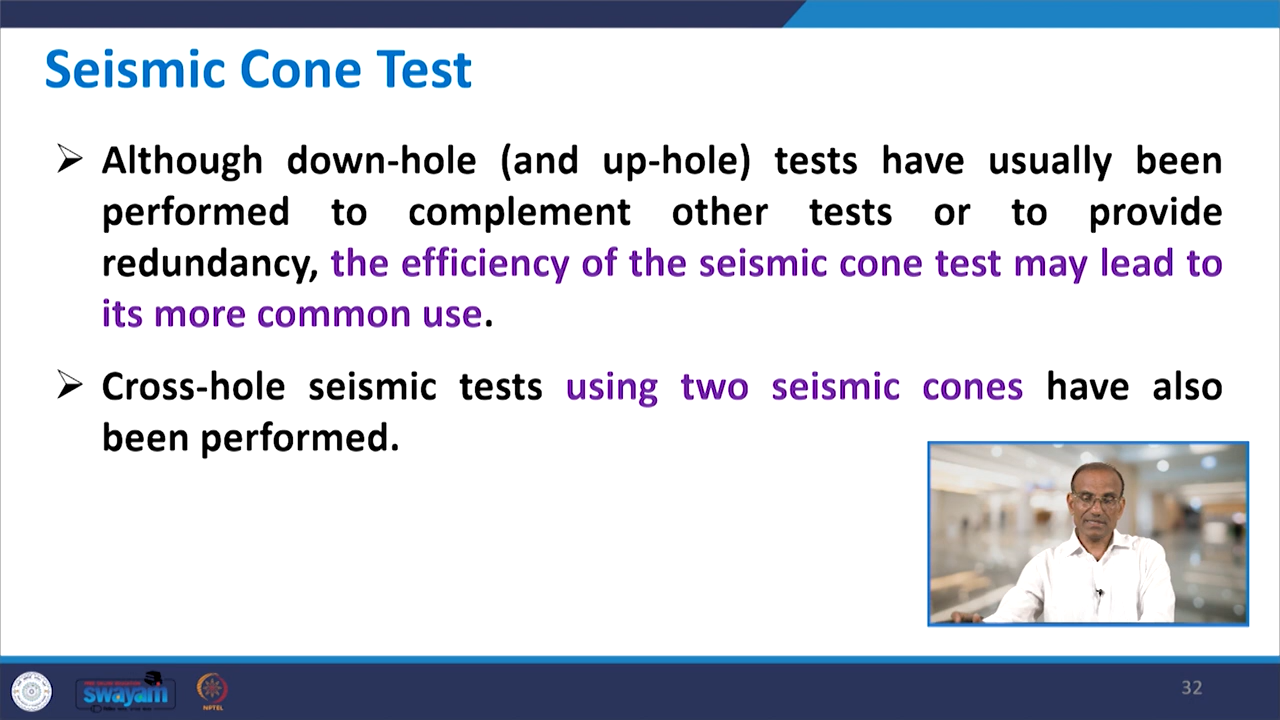 Seismic Cone Test
➢ Although down-hole (and up-hole) tests have usually been
performed to complement other tests or to provide
redundancy, the efficiency of the seismic cone test may lead to
its more common use.
➢ Cross-hole seismic tests using two seismic cones have also
been performed.
swayam
NPTEL
32